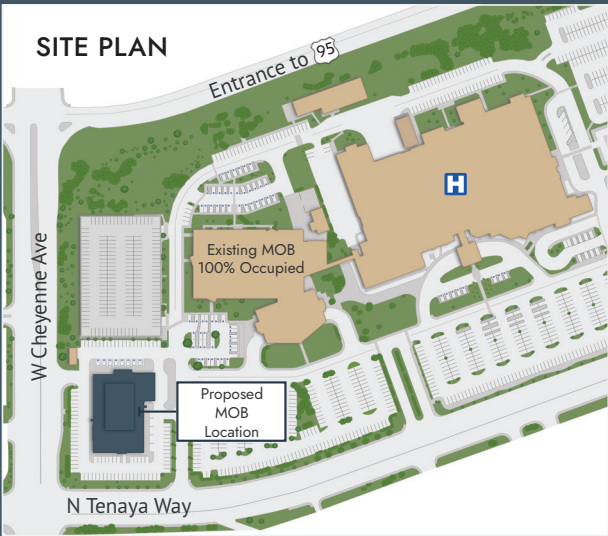 SITE PLAN
Entrance to 95
H
W Cheyenne Ave
Existing MOB
100% Occupied
Proposed
MOB
Location
N Tenaya Way